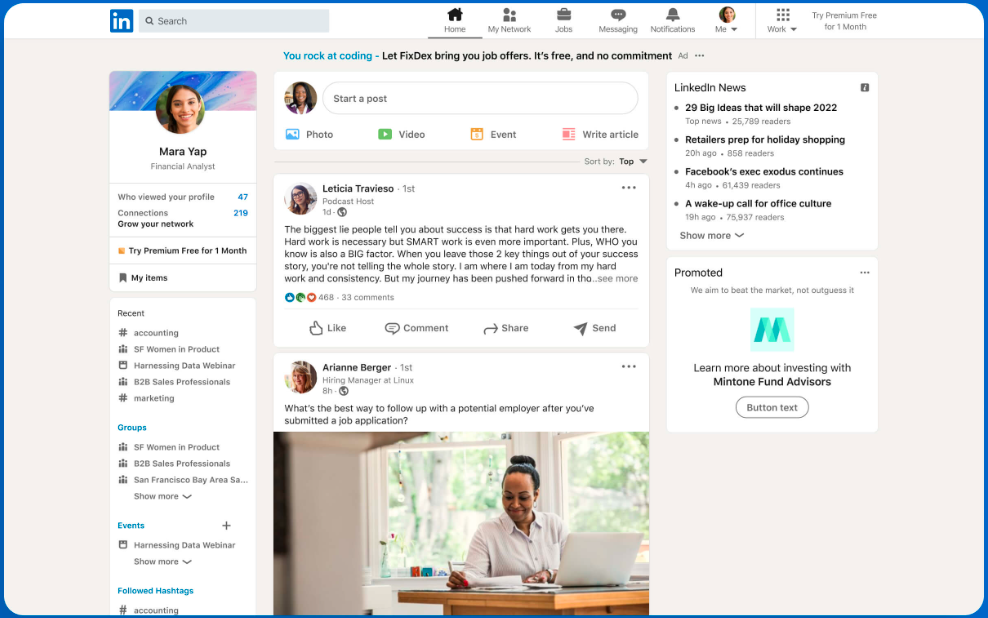 in
Search
Home
My Network
Jobs
Messaging
Notifications
Me
Work
Try Premium Free
for 1 Month
You rock at coding - Let FixDex bring you job offers. It's free, and no commitment Ad ···
Mara Yap
Financial Analyst
Who viewed your profile 47
Connections 219
Grow your network
Try Premium Free for 1 Month
My items
Recent
# accounting
SF Women in Product
Harnessing Data Webinar
B2B Sales Professionals
# marketing
Groups
SF Women in Product
B2B Sales Professionals
San Francisco Bay Area Sa...
Show more
Events +
Harnessing Data Webinar
Show more
Followed Hashtags
# accounting
Start a post
Photo
Video
Event
Write article
Sort by: Top
Leticia Travieso · 1st
Podcast Host
1d ·
The biggest lie people tell you about success is that hard work gets you there.
Hard work is necessary but SMART work is even more important. Plus, WHO you
know is also a BIG factor. When you leave those 2 key things out of your success
story, you're not telling the whole story. I am where I am today from my hard
work and consistency. But my journey has been pushed forward in tho..see more
468 · 33 comments
Like
Comment
Share
Send
Arianne Berger · 1st
Hiring Manager at Linux
8h ·
What's the best way to follow up with a potential employer after you've
submitted a job application?
LinkedIn News
29 Big Ideas that will shape 2022
Top news • 25,789 readers
Retailers prep for holiday shopping
20h ago • 858 readers
Facebook's exec exodus continues
4h ago • 61,439 readers
A wake-up call for office culture
19h ago • 75,937 readers
Show more
Promoted ···
We aim to beat the market, not outguess it
Learn more about investing with
Mintone Fund Advisors
Button text